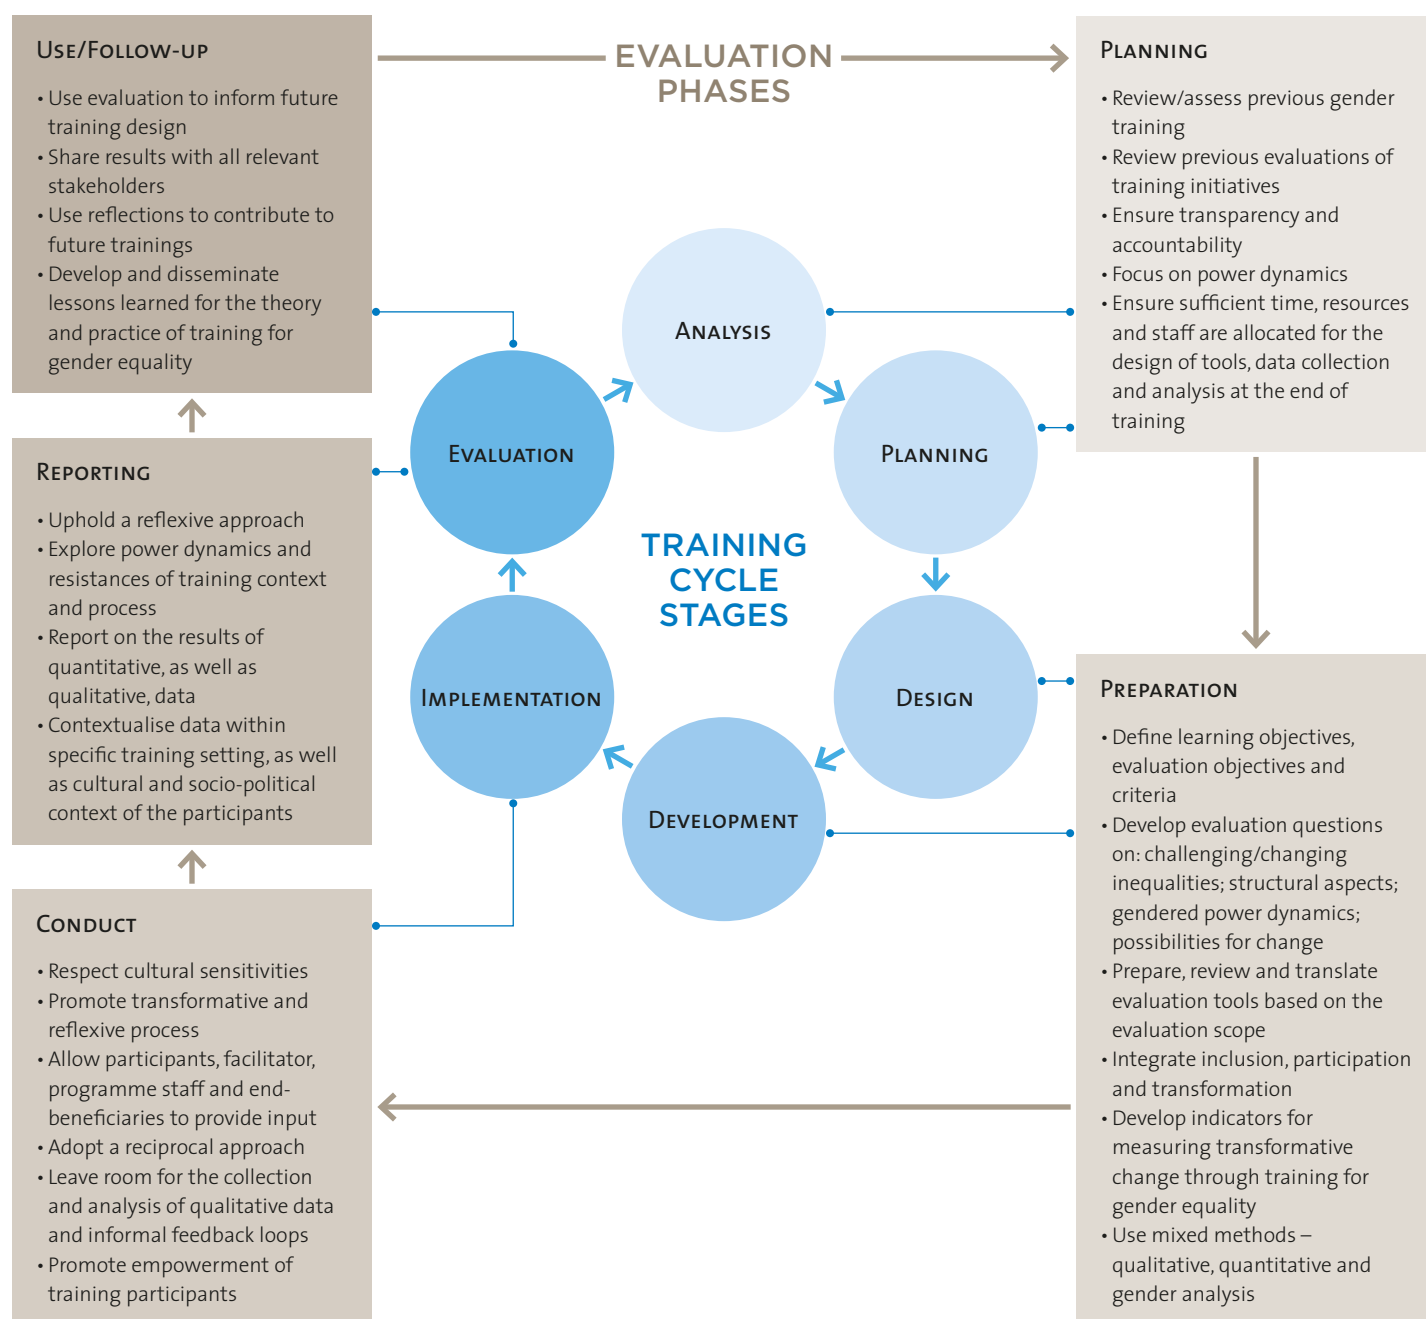 USE/FOLLOW-UP
• Use evaluation to inform future
training design
• Share results with all relevant
stakeholders
• Use reflections to contribute to
future trainings
• Develop and disseminate
lessons learned for the theory
and practice of training for
gender equality
EVALUATION
PHASES
PLANNING
• Review/assess previous gender
training
• Review previous evaluations of
training initiatives
• Ensure transparency and
accountability
• Focus on power dynamics
• Ensure sufficient time, resources
and staff are allocated for the
design of tools, data collection
and analysis at the end of
training
ANALYSIS
PLANNING
DESIGN
DEVELOPMENT
IMPLEMENTATION
EVALUATION
TRAINING
CYCLE
STAGES
REPORTING
• Uphold a reflexive approach
• Explore power dynamics and
resistances of training context
and process
• Report on the results of
quantitative, as well as
qualitative, data
• Contextualise data within
specific training setting, as well
as cultural and socio-political
context of the participants
PREPARATION
• Define learning objectives,
evaluation objectives and
criteria
• Develop evaluation questions
on: challenging/changing
inequalities; structural aspects;
gendered power dynamics;
possibilities for change
• Prepare, review and translate
evaluation tools based on the
evaluation scope
• Integrate inclusion, participation
and transformation
• Develop indicators for
measuring transformative
change through training for
gender equality
• Use mixed methods –
qualitative, quantitative and
gender analysis
CONDUCT
• Respect cultural sensitivities
• Promote transformative and
reflexive process
• Allow participants, facilitator,
programme staff and end-
beneficiaries to provide input
• Adopt a reciprocal approach
• Leave room for the collection
and analysis of qualitative data
and informal feedback loops
• Promote empowerment of
training participants